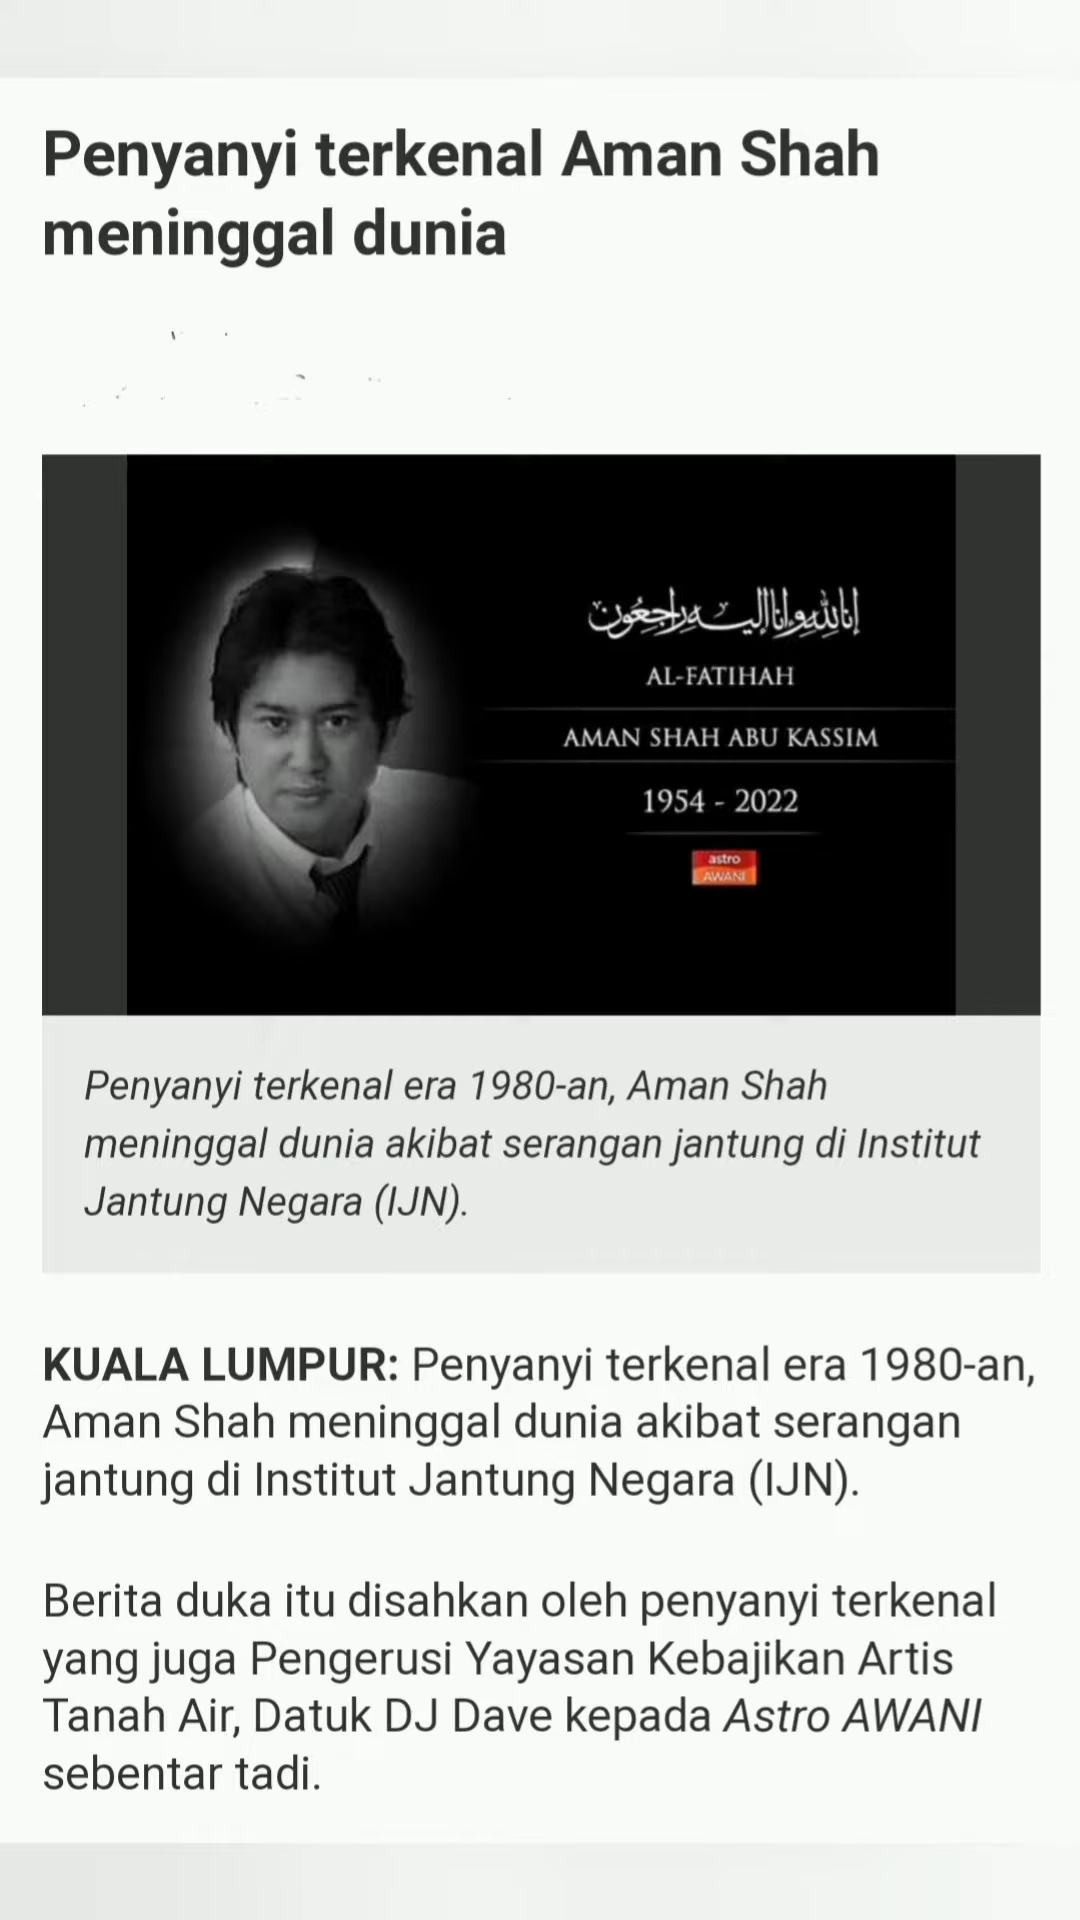 Penyanyi terkenal Aman Shah
meninggal dunia
إنا لله وإنا إليه راجعون
AL-FATIHAH
AMAN SHAH ABU KASSIM
1954 - 2022
astro
AWANI
Penyanyi terkenal era 1980-an, Aman Shah
meninggal dunia akibat serangan jantung di Institut
Jantung Negara (IJN).
KUALA LUMPUR: Penyanyi terkenal era 1980-an,
Aman Shah meninggal dunia akibat serangan
jantung di Institut Jantung Negara (IJN).
Berita duka itu disahkan oleh penyanyi terkenal
yang juga Pengerusi Yayasan Kebajikan Artis
Tanah Air, Datuk DJ Dave kepada Astro AWANI
sebentar tadi.